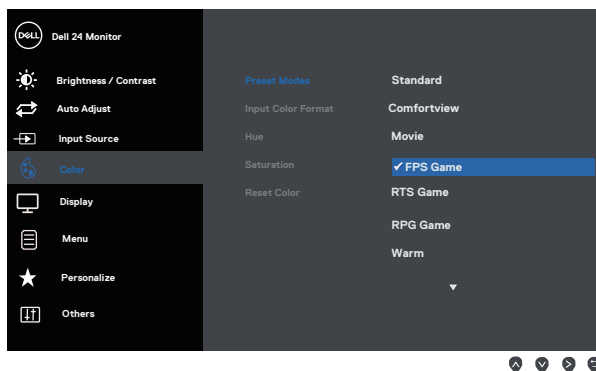 DELL Dell 24 Monitor
Brightness / Contrast
Auto Adjust
Input Source
Color
Display
Menu
Personalize
Others
Preset Modes
Input Color Format
Hue
Saturation
Reset Color
Standard
Comfortview
Movie
✔ FPS Game
RTS Game
RPG Game
Warm